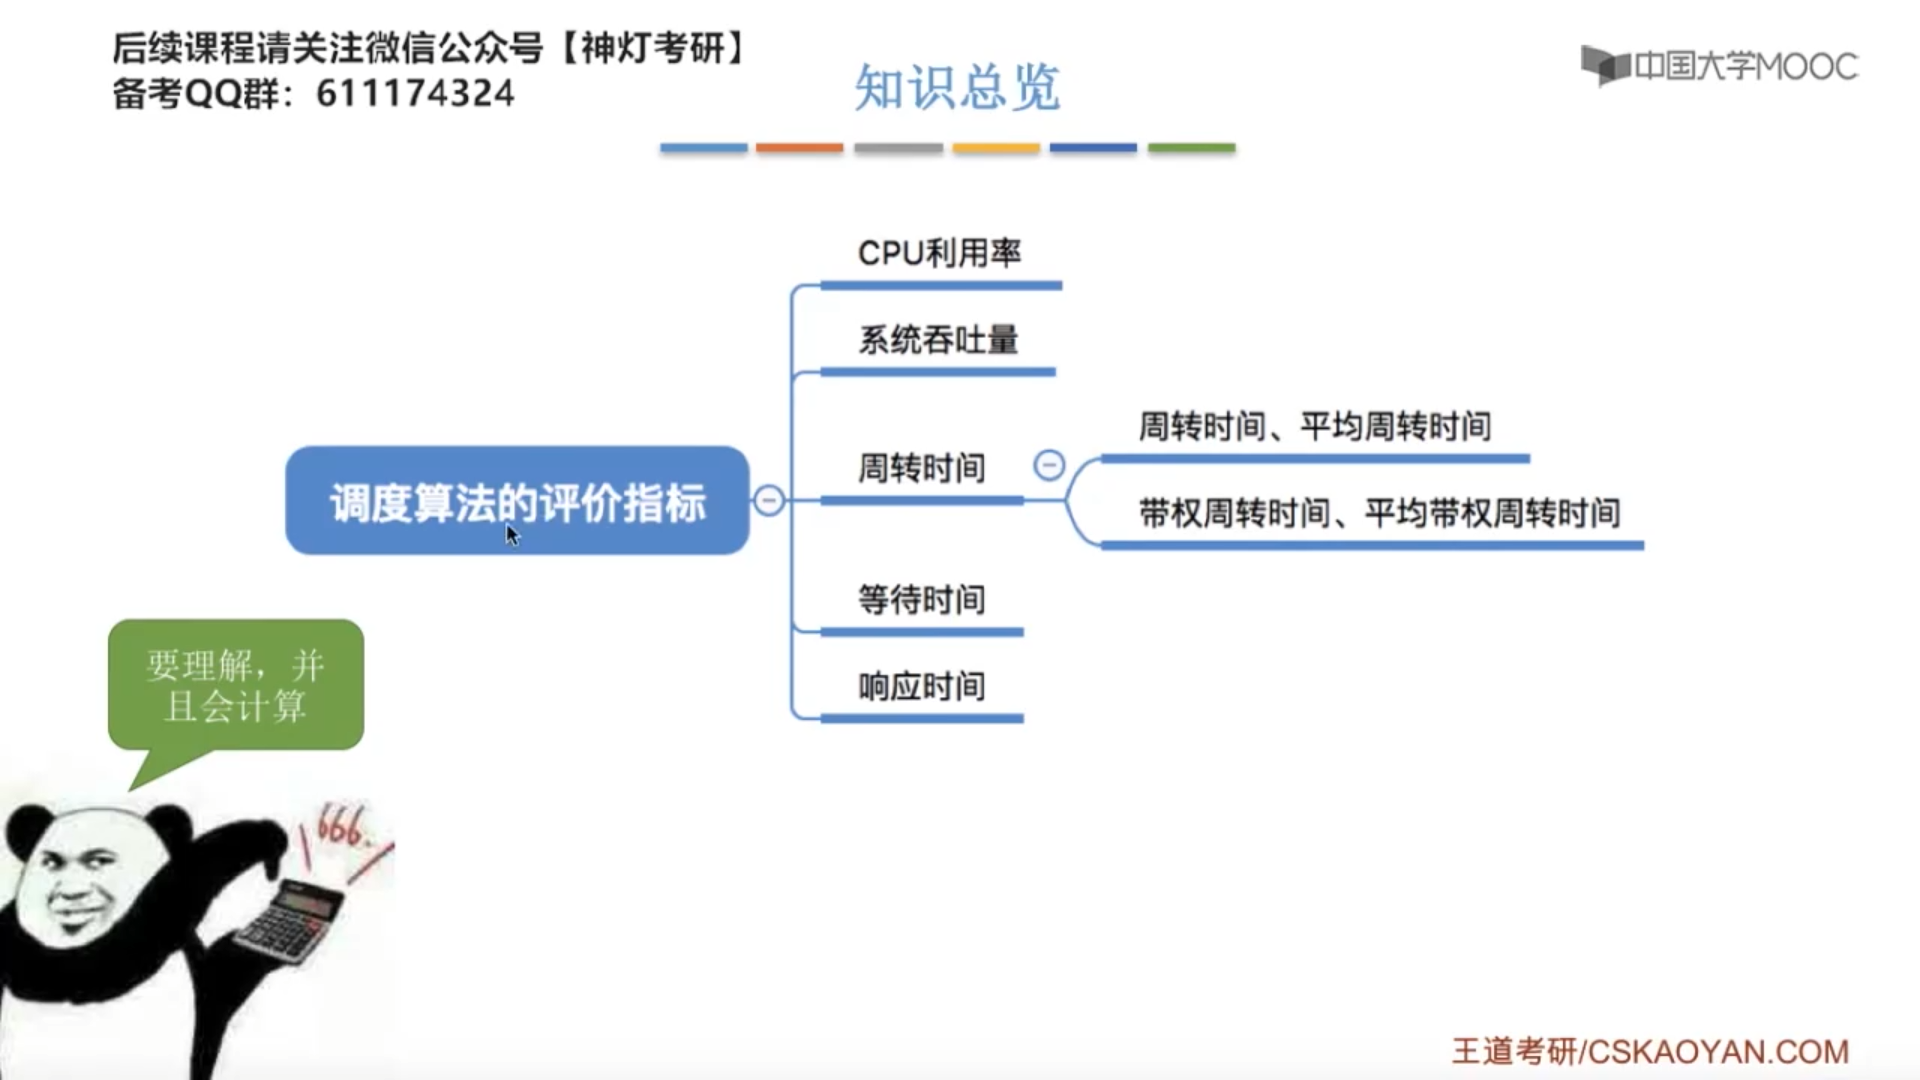 后续课程请关注微信公众号【神灯考研】
备考QQ群：611174324
知识总览
中国大学MOOC
CPU利用率
系统吞吐量
周转时间
周转时间、平均周转时间
带权周转时间、平均带权周转时间
调度算法的评价指标
等待时间
响应时间
要理解，并
且会计算
666.
王道考研/CSKAOYAN.COM